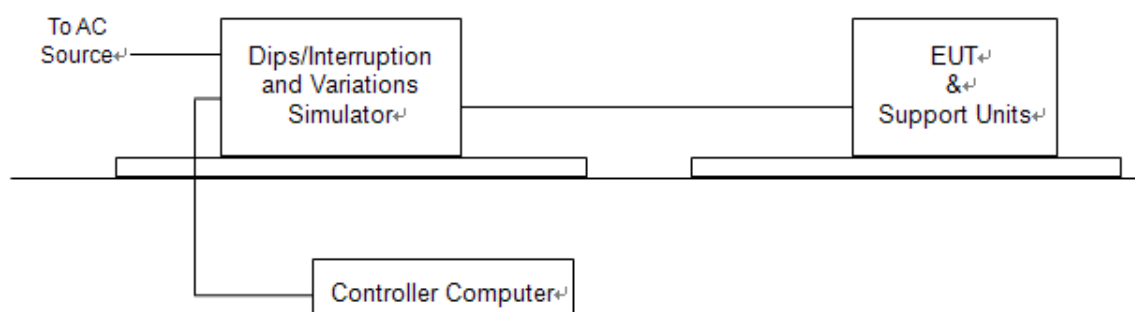 To AC
Source↵
Dips/Interruption
and Variations
Simulator↵
EUT↵
&↵
Support Units↵
Controller Computer↵